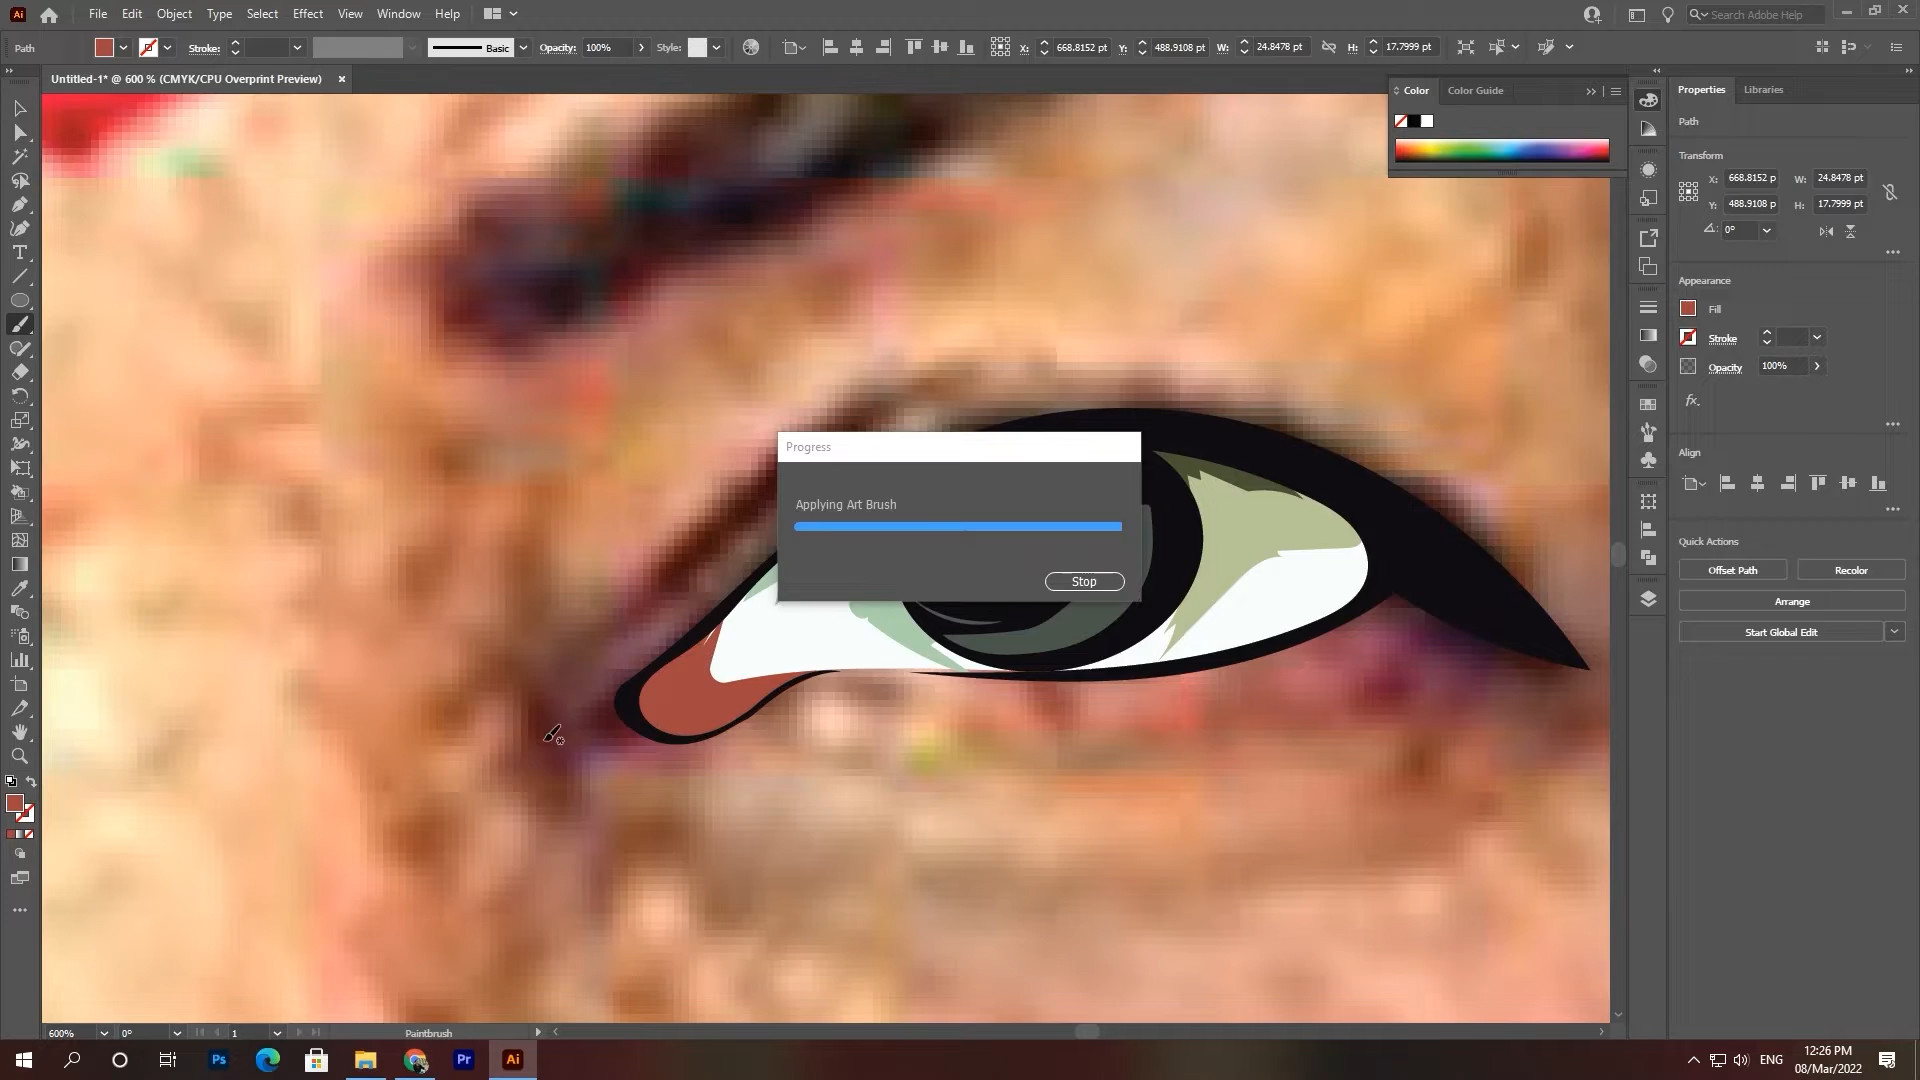 Ai File Edit Object Type Select Effect View Window Help Search Adobe Help
Path Stroke: Basic Opacity: 100% Style: X: 668.8152 pt Y: 488.9108 pt W: 24.8478 pt H: 17.7999 pt
Untitled-1* @ 600 % (CMYK/CPU Overprint Preview) ×
Color Color Guide
Properties Libraries
Path
Transform
X: 668.8152 p W: 24.8478 pt
Y: 488.9108 p H: 17.7999 pt
0°
Appearance
Fill
Stroke
Opacity 100%
fx.
Align
Quick Actions
Offset Path Recolor
Arrange
Start Global Edit
Progress
Applying Art Brush
Stop
600% 0° 1 Paintbrush
Ps Pr Ai ENG 12:26 PM
08/Mar/2022